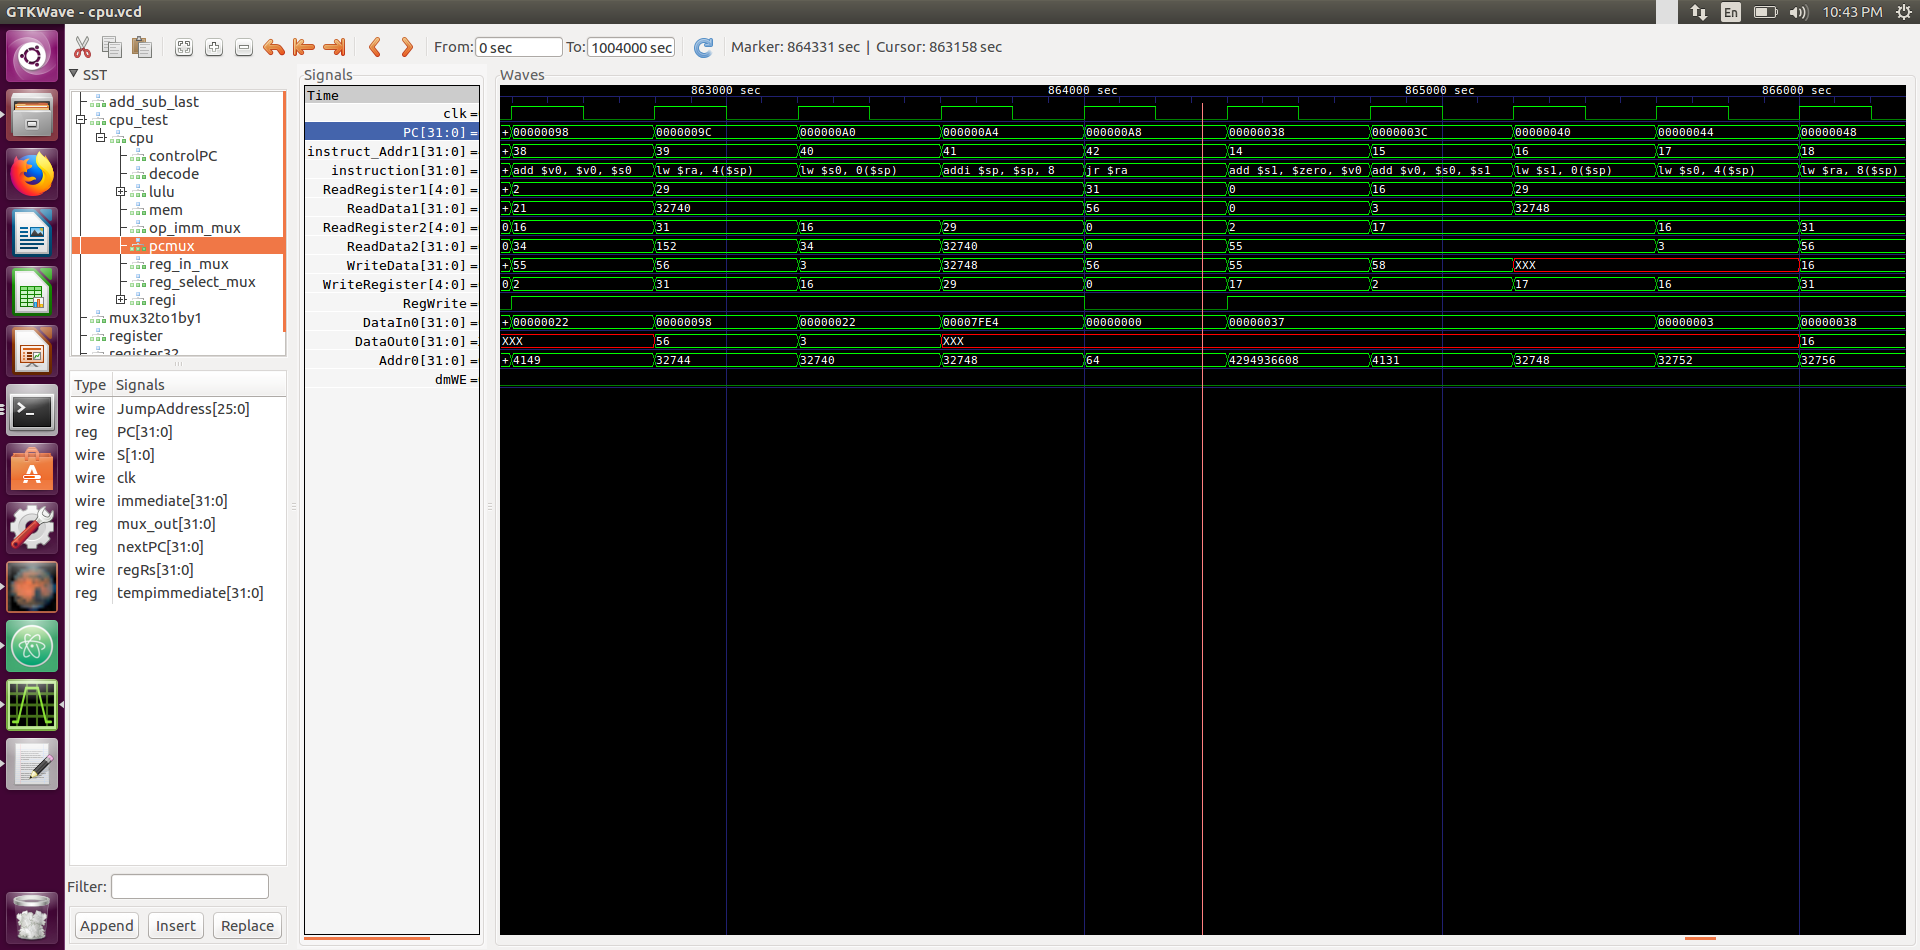 GTKWave - cpu.vcd
En
10:43 PM
From: 0 sec To: 1004000 sec Marker: 864331 sec | Cursor: 863158 sec
SST
add_sub_last
cpu_test
cpu
controlPC
decode
lulu
mem
op_imm_mux
pcmux
reg_in_mux
reg_select_mux
regi
mux32to1by1
register
register32
Type Signals
wire JumpAddress[25:0]
reg PC[31:0]
wire S[1:0]
wire clk
wire immediate[31:0]
reg mux_out[31:0]
reg nextPC[31:0]
wire regRs[31:0]
reg tempimmediate[31:0]
Filter:
Append Insert Replace
Signals
Time
clk =
PC[31:0] =
instruct_Addr1[31:0] =
instruction[31:0] =
ReadRegister1[4:0] =
ReadData1[31:0] =
ReadRegister2[4:0] =
ReadData2[31:0] =
WriteData[31:0] =
WriteRegister[4:0] =
RegWrite =
DataIn0[31:0] =
DataOut0[31:0] =
Addr0[31:0] =
dmWE =
Waves
863000 sec 864000 sec 865000 sec 866000 sec
+ 00000098 0000009C 000000A0 000000A4 000000A8 00000038 0000003C 00000040 00000044 00000048
+ 38 39 40 41 42 14 15 16 17 18
+ add $v0, $v0, $s0 lw $ra, 4($sp) lw $s0, 0($sp) addi $sp, $sp, 8 jr $ra add $s1, $zero, $v0 add $v0, $s0, $s1 lw $s1, 0($sp) lw $s0, 4($sp) lw $ra, 8($sp)
+ 2 29 31 0 16 29
+ 21 32740 56 0 3 32748
0 16 31 16 29 0 2 17 16 31
0 34 152 34 32740 0 55 3 56
+ 55 56 3 32748 56 55 58 XXX 16
0 2 31 16 29 0 17 2 17 16 31
+ 00000022 00000098 00000022 00007FE4 00000000 00000037 00000003 00000038
XXX 56 3 XXX 16
+ 4149 32744 32740 32748 64 4294936608 4131 32748 32752 32756